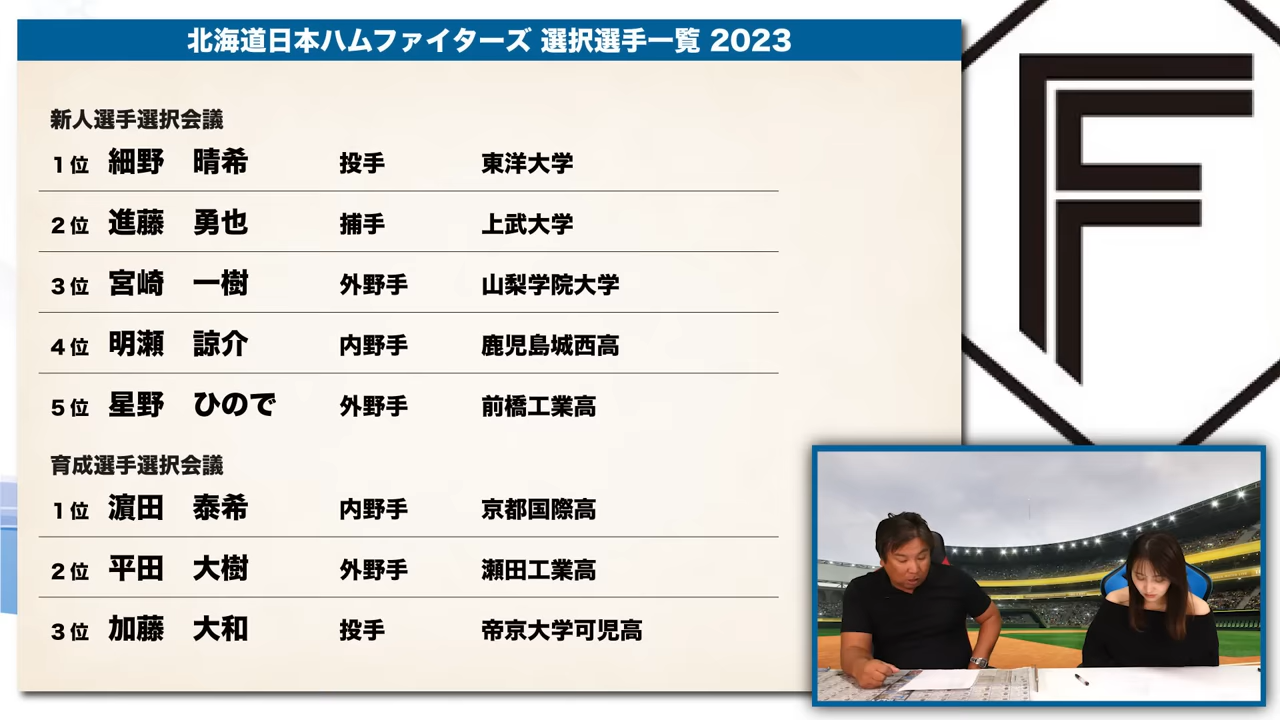 北海道日本ハムファイターズ 選択選手一覧 2023
新人選手選択会議
1位 細野 晴希 投手 東洋大学
2位 進藤 勇也 捕手 上武大学
3位 宮崎 一樹 外野手 山梨学院大学
4位 明瀬 諒介 内野手 鹿児島城西高
5位 星野 ひので 外野手 前橋工業高
育成選手選択会議
1位 濵田 泰希 内野手 京都国際高
2位 平田 大樹 外野手 瀬田工業高
3位 加藤 大和 投手 帝京大学可児高
F